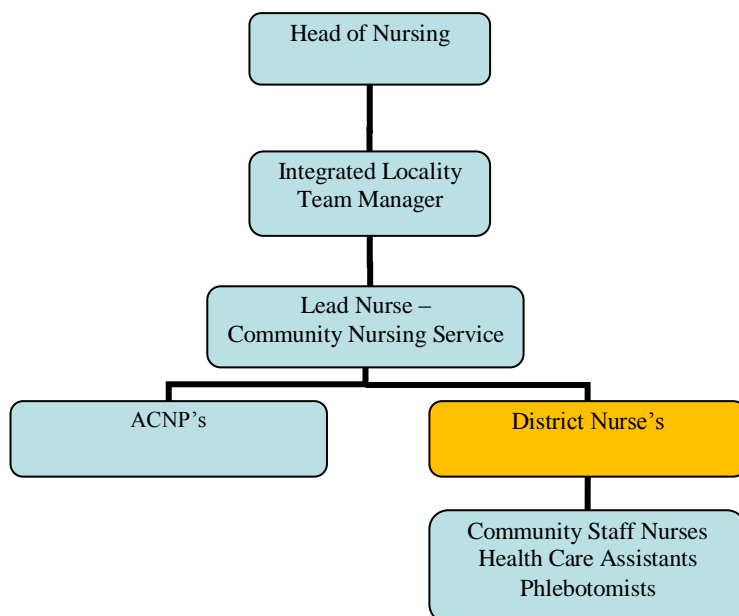 Head of Nursing
Integrated Locality
Team Manager
Lead Nurse –
Community Nursing Service
ACNP's
District Nurse's
Community Staff Nurses
Health Care Assistants
Phlebotomists